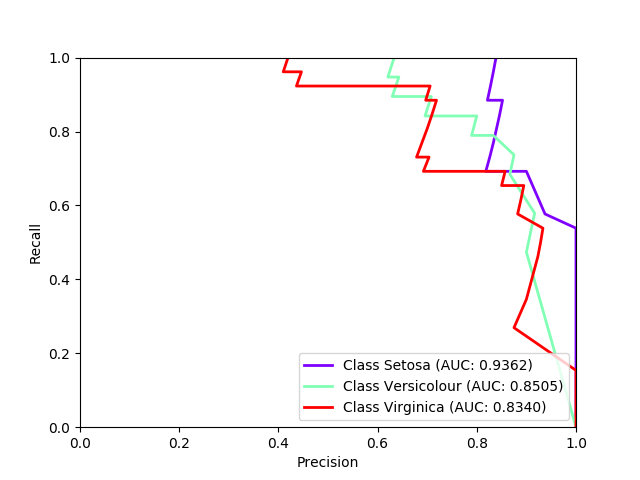 1.0
0.8
0.6
0.4
0.2
0.0
Recall
Class Setosa (AUC: 0.9362)
Class Versicolour (AUC: 0.8505)
Class Virginica (AUC: 0.8340)
0.0 0.2 0.4 0.6 0.8 1.0
Precision